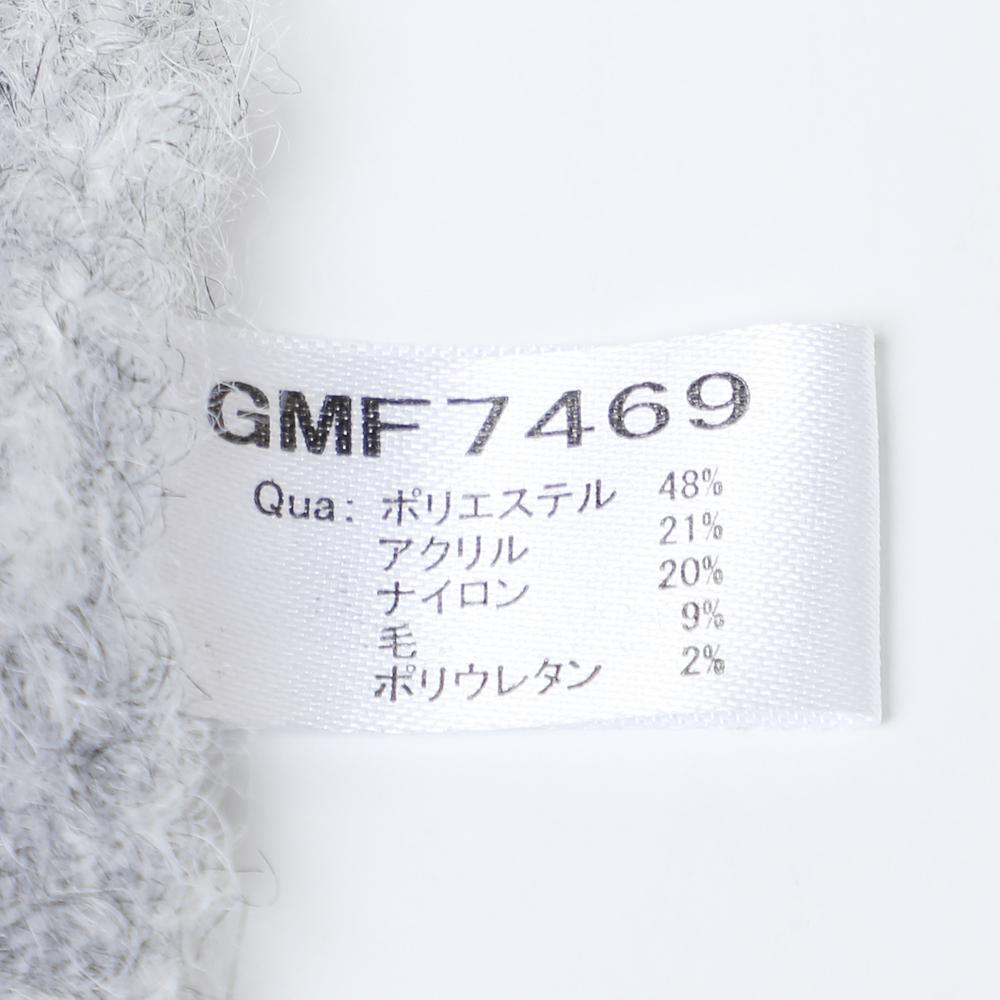 GMF7469
Qua: ポリエステル 48%
アクリル 21%
ナイロン 20%
毛 9%
ポリウレタン 2%